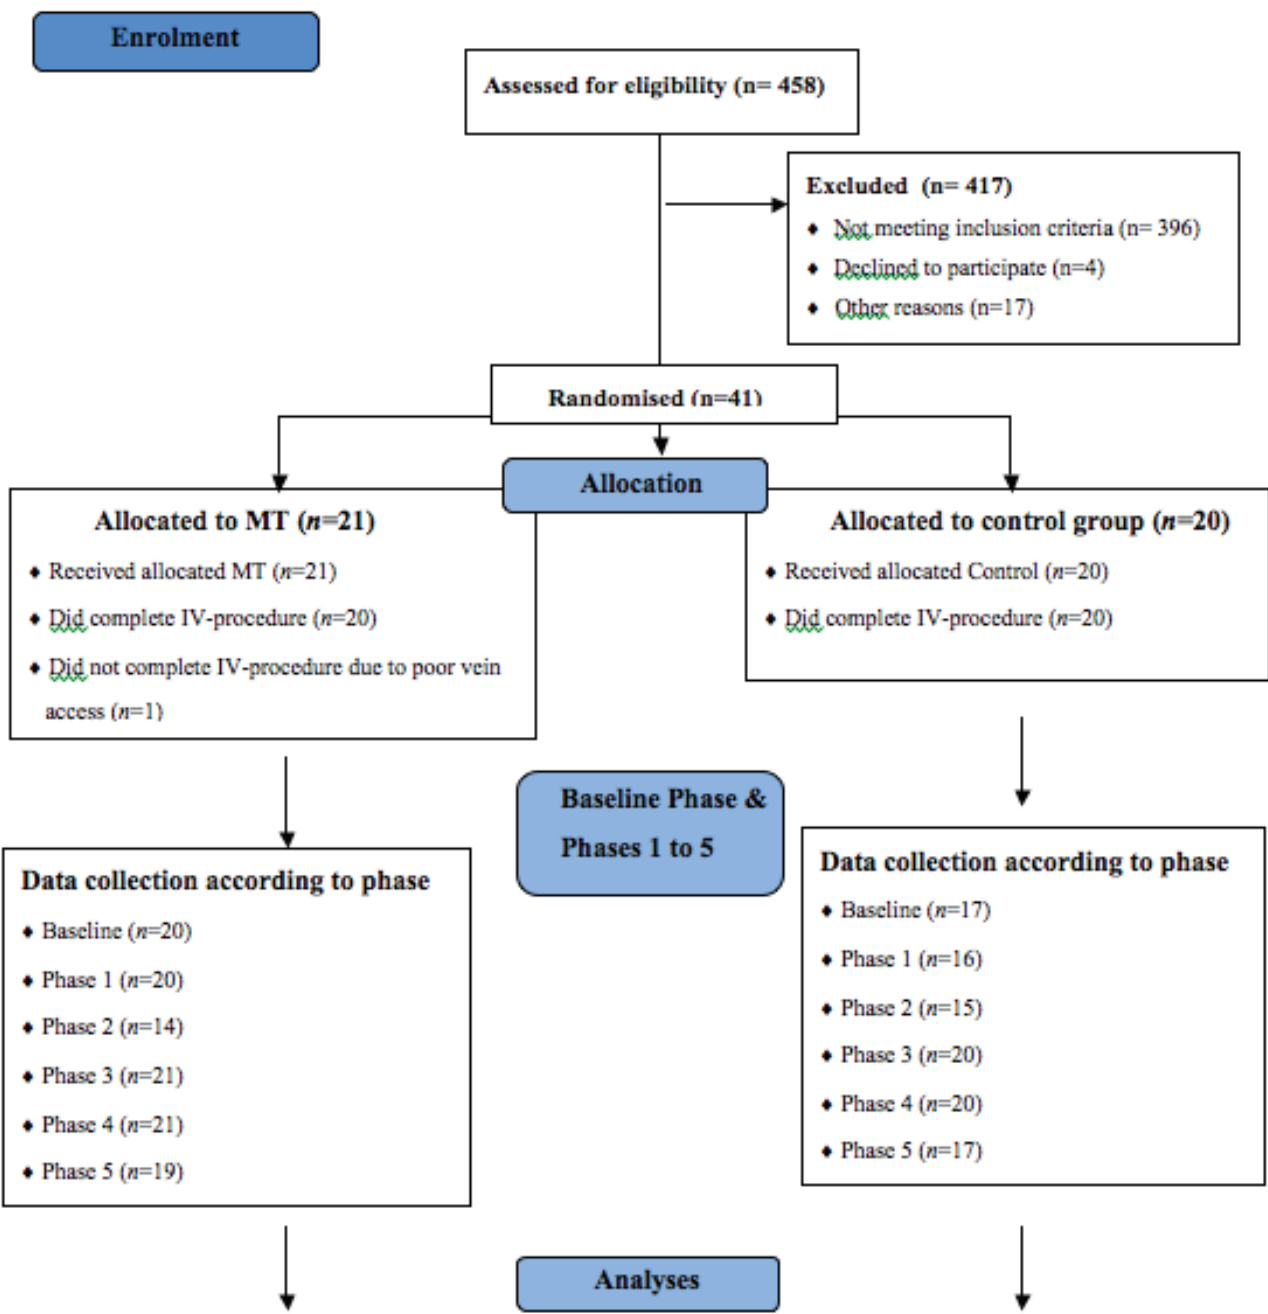 Enrolment
Assessed for eligibility (n= 458)
Excluded (n= 417)
♦ Not meeting inclusion criteria (n= 396)
♦ Declined to participate (n=4)
♦ Other reasons (n=17)
Randomised (n=41)
Allocation
Allocated to MT (n=21)
♦ Received allocated MT (n=21)
♦ Did complete IV-procedure (n=20)
♦ Did not complete IV-procedure due to poor vein
access (n=1)
Allocated to control group (n=20)
♦ Received allocated Control (n=20)
♦ Did complete IV-procedure (n=20)
Baseline Phase &
Phases 1 to 5
Data collection according to phase
♦ Baseline (n=20)
♦ Phase 1 (n=20)
♦ Phase 2 (n=14)
♦ Phase 3 (n=21)
♦ Phase 4 (n=21)
♦ Phase 5 (n=19)
Data collection according to phase
♦ Baseline (n=17)
♦ Phase 1 (n=16)
♦ Phase 2 (n=15)
♦ Phase 3 (n=20)
♦ Phase 4 (n=20)
♦ Phase 5 (n=17)
Analyses